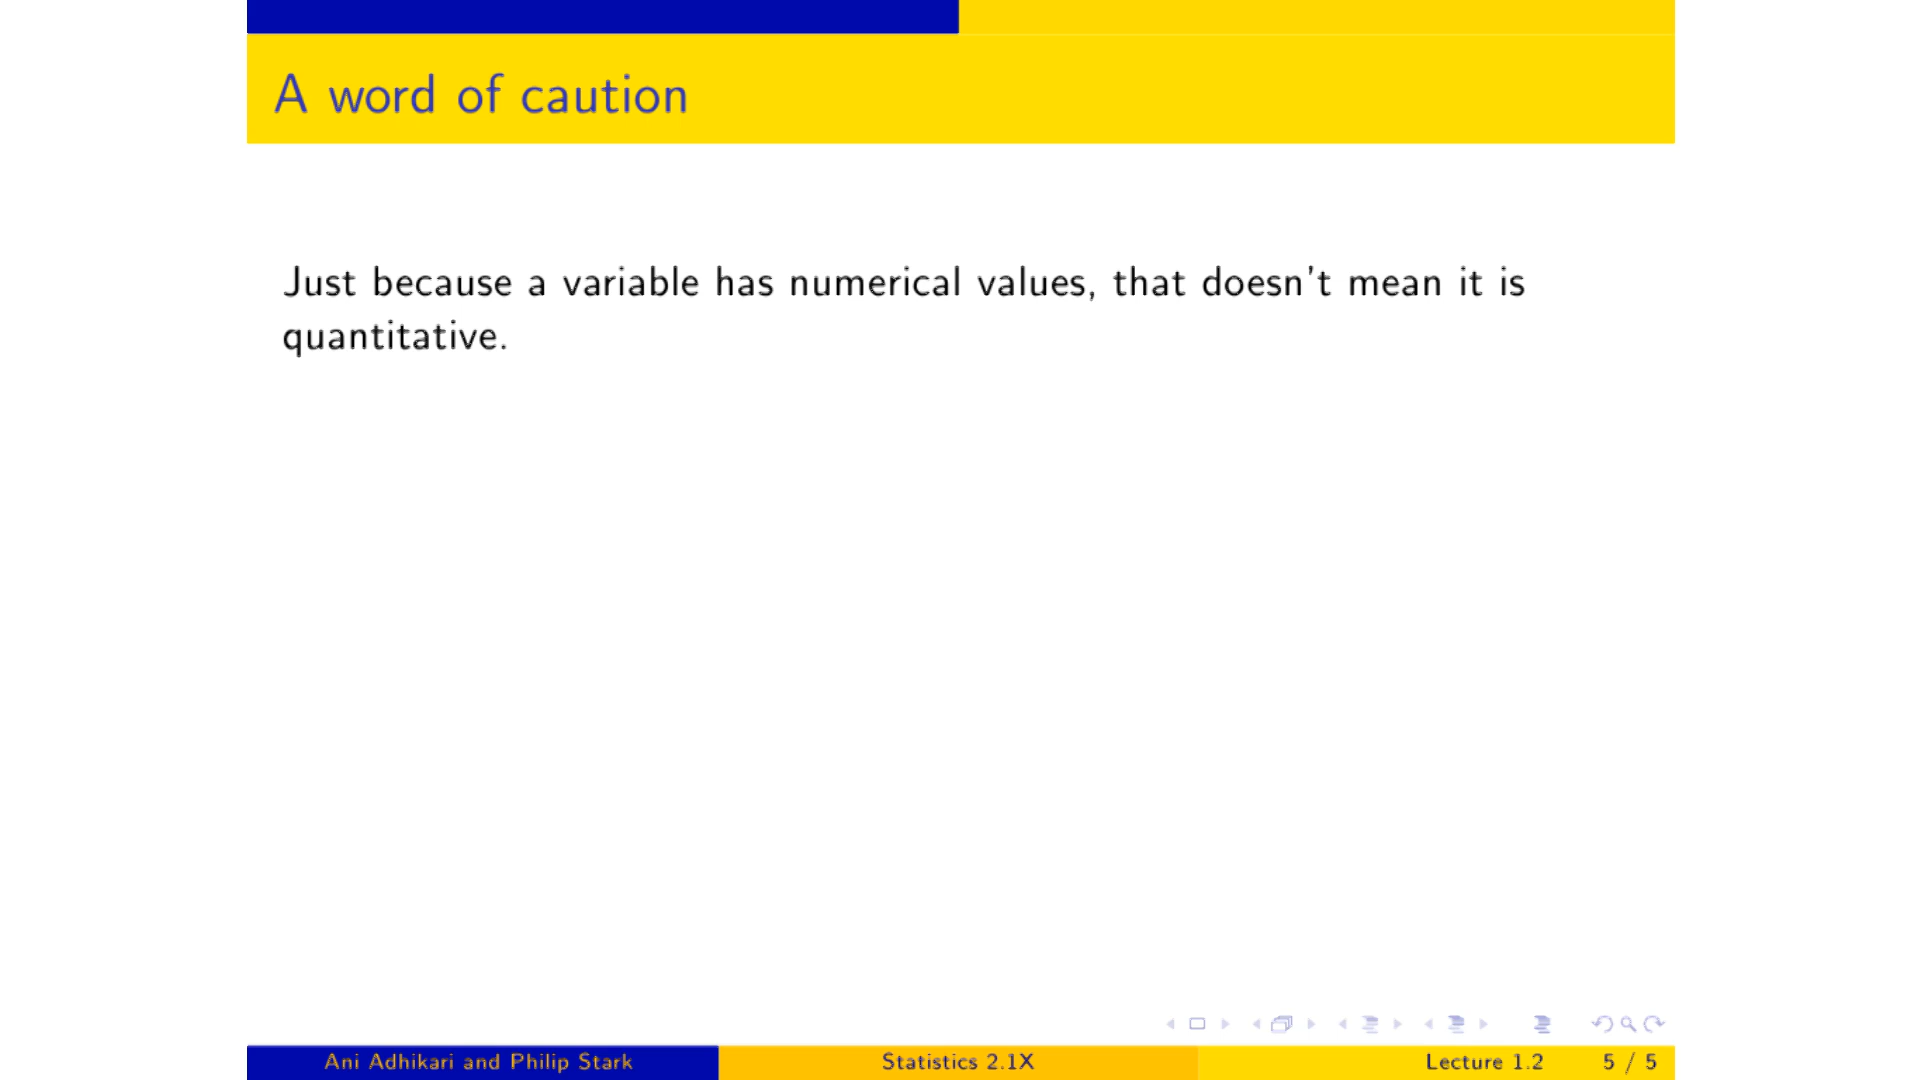 A word of caution
Just because a variable has numerical values, that doesn't mean it is
quantitative.
Ani Adhikari and Philip Stark
Statistics 2.1X
Lecture 1.2
5 / 5